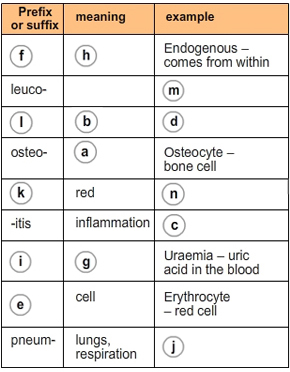 Prefix or suffix meaning example
f h Endogenous – comes from within
leuco- m
l b d
osteo- a Osteocyte – bone cell
k red n
-itis inflammation c
i g Uraemia – uric acid in the blood
e cell Erythrocyte – red cell
pneum- lungs, respiration j